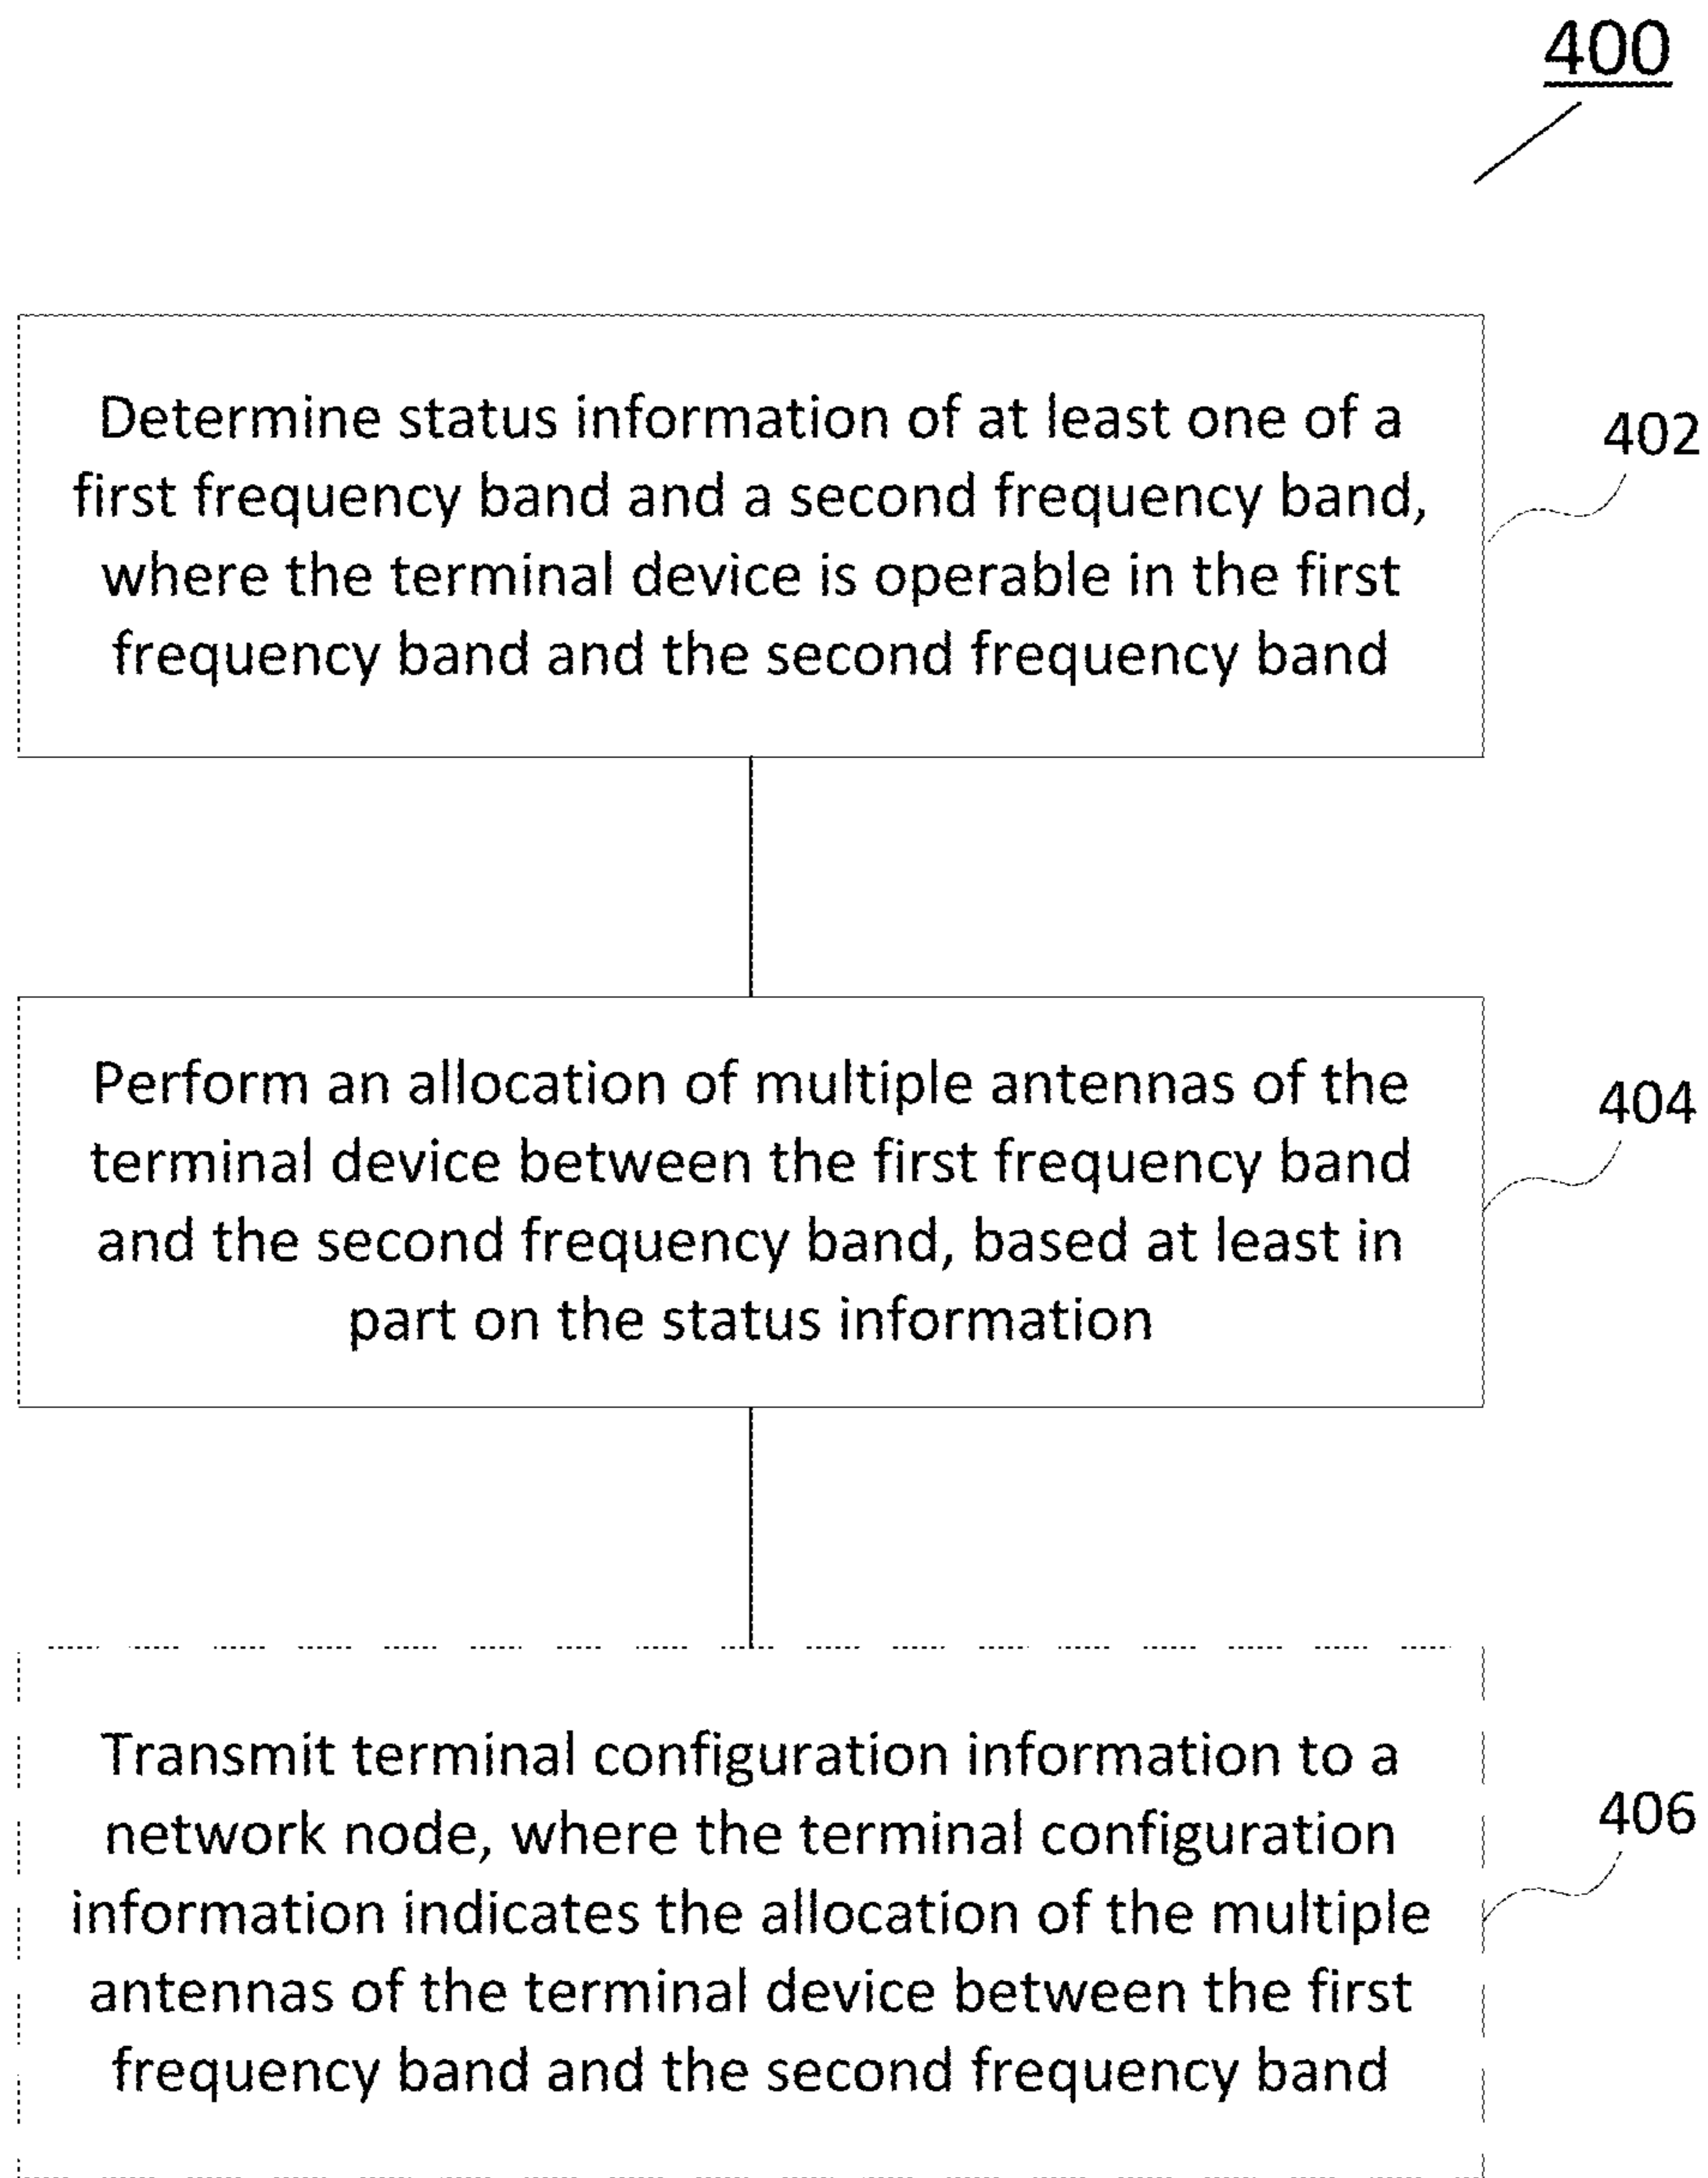 400
Determine status information of at least one of a
first frequency band and a second frequency band,
where the terminal device is operable in the first
frequency band and the second frequency band
402
Perform an allocation of multiple antennas of the
terminal device between the first frequency band
and the second frequency band, based at least in
part on the status information
404
Transmit terminal configuration information to a
network node, where the terminal configuration
information indicates the allocation of the multiple
antennas of the terminal device between the first
frequency band and the second frequency band
406